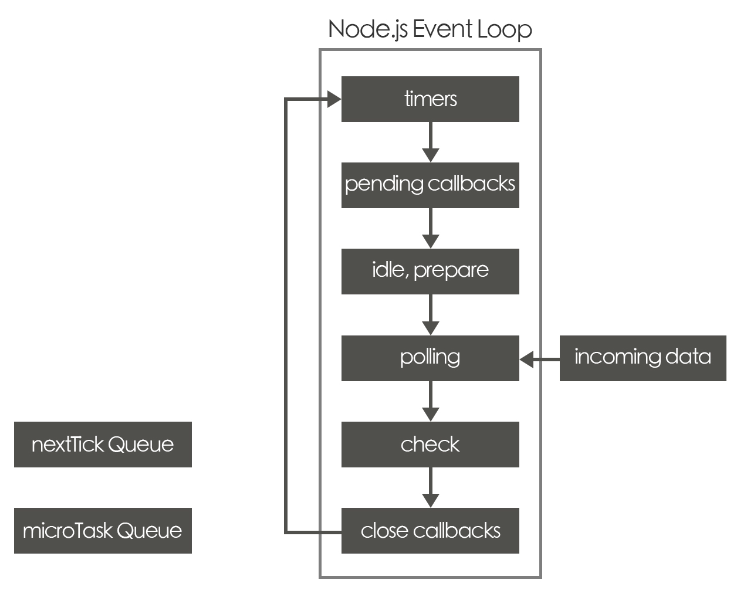 Node.js Event Loop
timers
pending callbacks
idle, prepare
polling
incoming data
check
nextTick Queue
close callbacks
microTask Queue